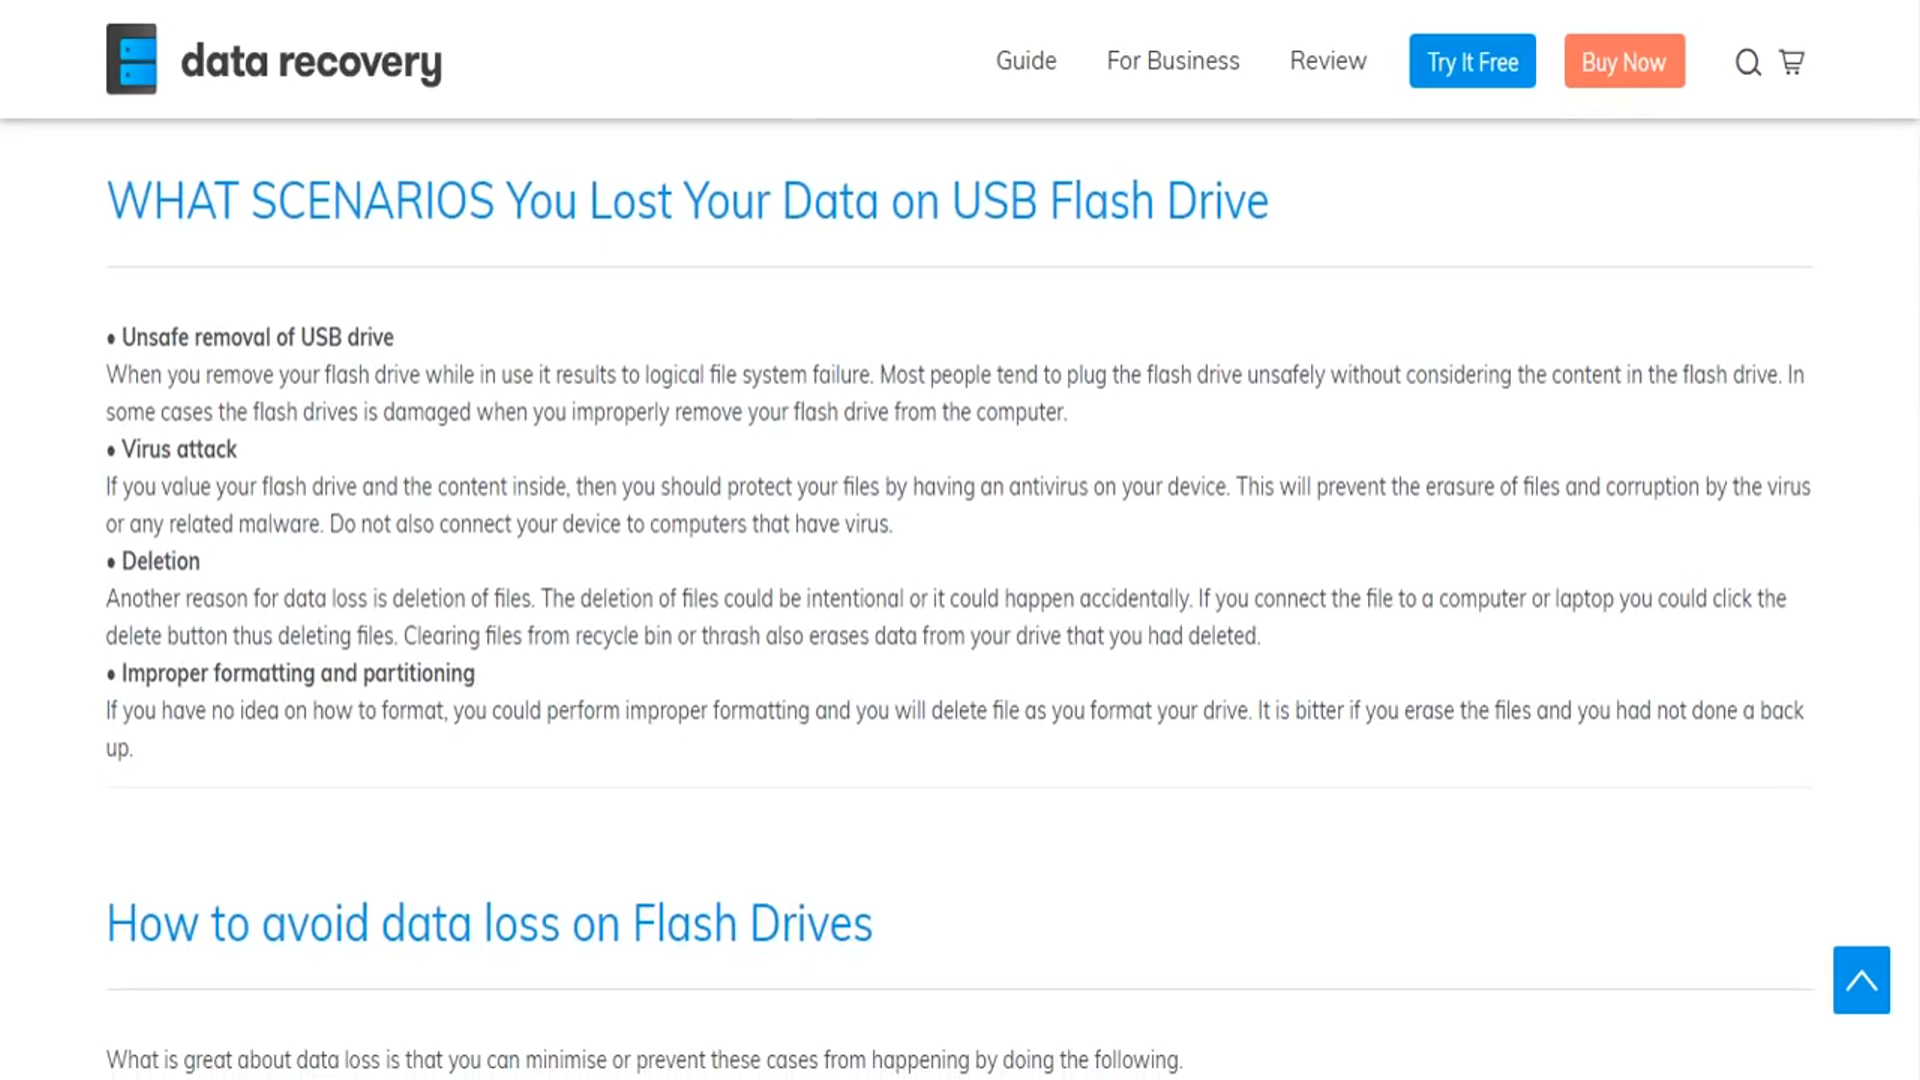 data recovery
Guide
For Business
Review
Try It Free
Buy Now
WHAT SCENARIOS You Lost Your Data on USB Flash Drive
• Unsafe removal of USB drive
When you remove your flash drive while in use it results to logical file system failure. Most people tend to plug the flash drive unsafely without considering the content in the flash drive. In
some cases the flash drives is damaged when you improperly remove your flash drive from the computer.
• Virus attack
If you value your flash drive and the content inside, then you should protect your files by having an antivirus on your device. This will prevent the erasure of files and corruption by the virus
or any related malware. Do not also connect your device to computers that have virus.
• Deletion
Another reason for data loss is deletion of files. The deletion of files could be intentional or it could happen accidentally. If you connect the file to a computer or laptop you could click the
delete button thus deleting files. Clearing files from recycle bin or thrash also erases data from your drive that you had deleted.
• Improper formatting and partitioning
If you have no idea on how to format, you could perform improper formatting and you will delete file as you format your drive. It is bitter if you erase the files and you had not done a back
up.
How to avoid data loss on Flash Drives
What is great about data loss is that you can minimise or prevent these cases from happening by doing the following.